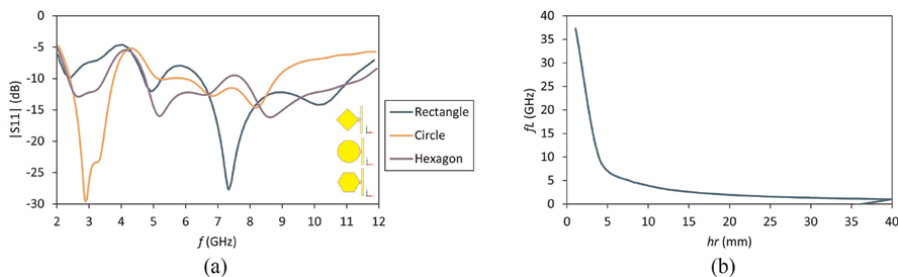 0
-5
-10
-15
-20
-25
-30
|S11| (dB)
2 3 4 5 6 7 8 9 10 11 12
f (GHz)
Rectangle
Circle
Hexagon
(a)
40
35
30
25
20
15
10
5
0
fL (GHz)
0 5 10 15 20 25 30 35 40
hr (mm)
(b)